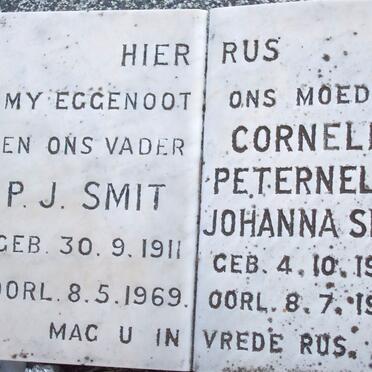 HIER RUS
MY EGGENOOT
EN ONS VADER
P. J. SMIT
GEB. 30. 9. 1911
OORL. 8. 5. 1969.
ONS MOED
CORNELI
PETERNEL
JOHANNA S
GEB. 4. 10. 19
OORL. 8. 7. 19
MAG U IN VREDE RUS.